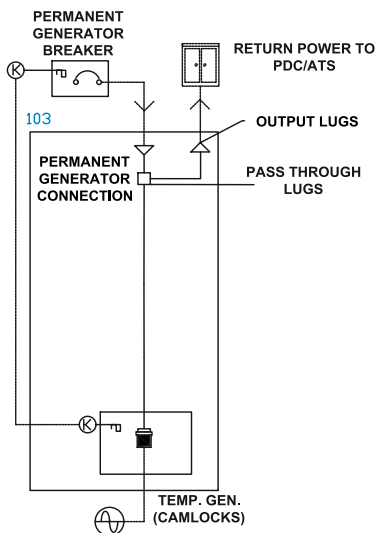 PERMANENT
GENERATOR
BREAKER
RETURN POWER TO
PDC/ATS
K
103
OUTPUT LUGS
PERMANENT
GENERATOR
CONNECTION
PASS THROUGH
LUGS
K
TEMP. GEN.
(CAMLOCKS)